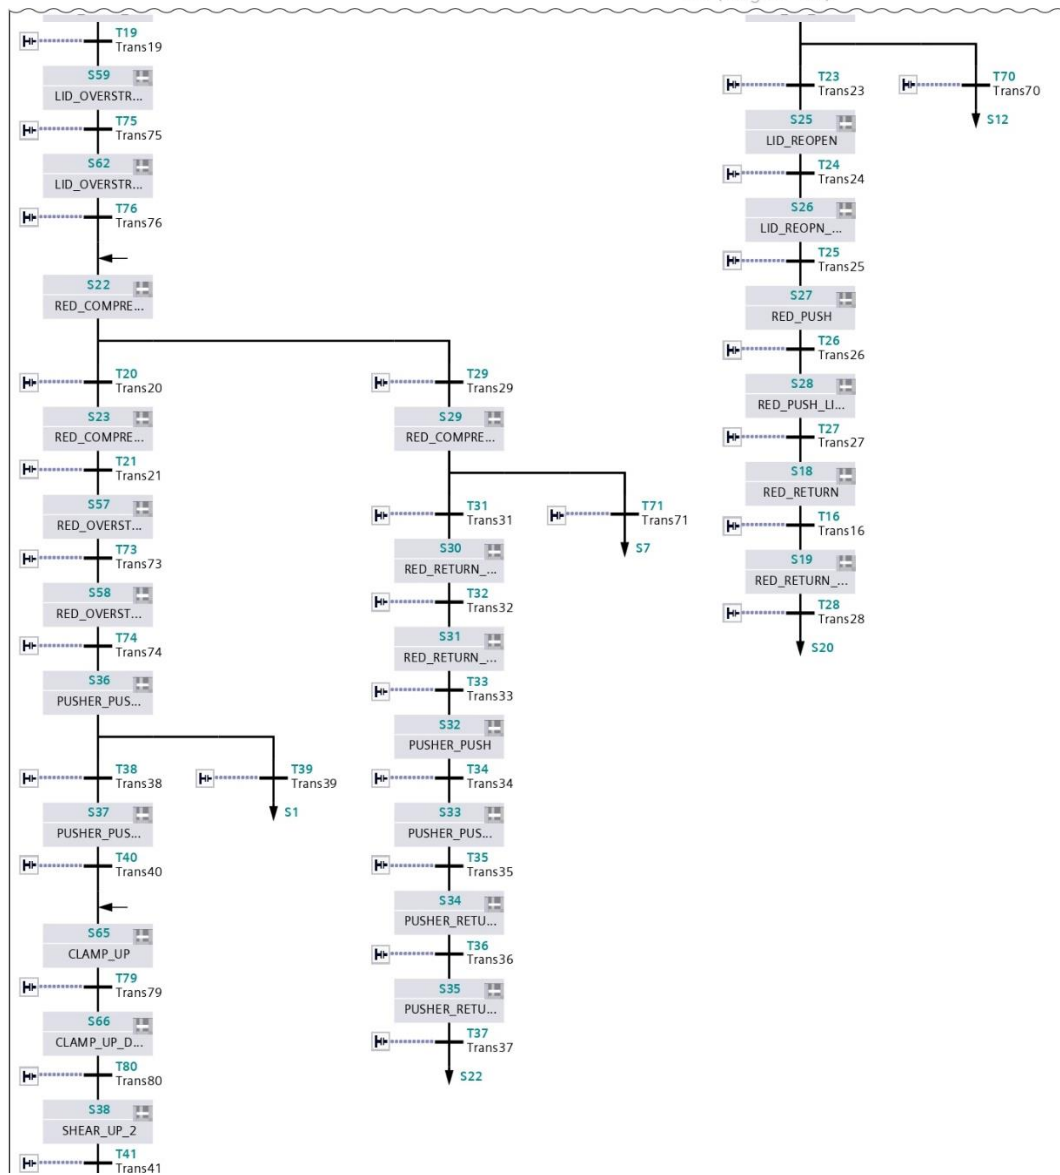 T19
Trans19
S59
LID_OVERSTR...
T75
Trans75
S62
LID_OVERSTR...
T76
Trans76
S22
RED_COMPRE...
T20
Trans20
S23
RED_COMPRE...
T21
Trans21
S57
RED_OVERST...
T73
Trans73
S58
RED_OVERST...
T74
Trans74
S36
PUSHER_PUS...
T38
Trans38
T39
Trans39
S1
S37
PUSHER_PUS...
T40
Trans40
S65
CLAMP_UP
T79
Trans79
S66
CLAMP_UP_D...
T80
Trans80
S38
SHEAR_UP_2
T41
Trans41
T29
Trans29
S29
RED_COMPRE...
T31
Trans31
T71
Trans71
S7
S30
RED_RETURN_...
T32
Trans32
S31
RED_RETURN_...
T33
Trans33
S32
PUSHER_PUSH
T34
Trans34
S33
PUSHER_PUS...
T35
Trans35
S34
PUSHER_RETU...
T36
Trans36
S35
PUSHER_RETU...
T37
Trans37
S22
T23
Trans23
T70
Trans70
S12
S25
LID_REOPEN
T24
Trans24
S26
LID_REOPN_...
T25
Trans25
S27
RED_PUSH
T26
Trans26
S28
RED_PUSH_LI...
T27
Trans27
S18
RED_RETURN
T16
Trans16
S19
RED_RETURN_...
T28
Trans28
S20